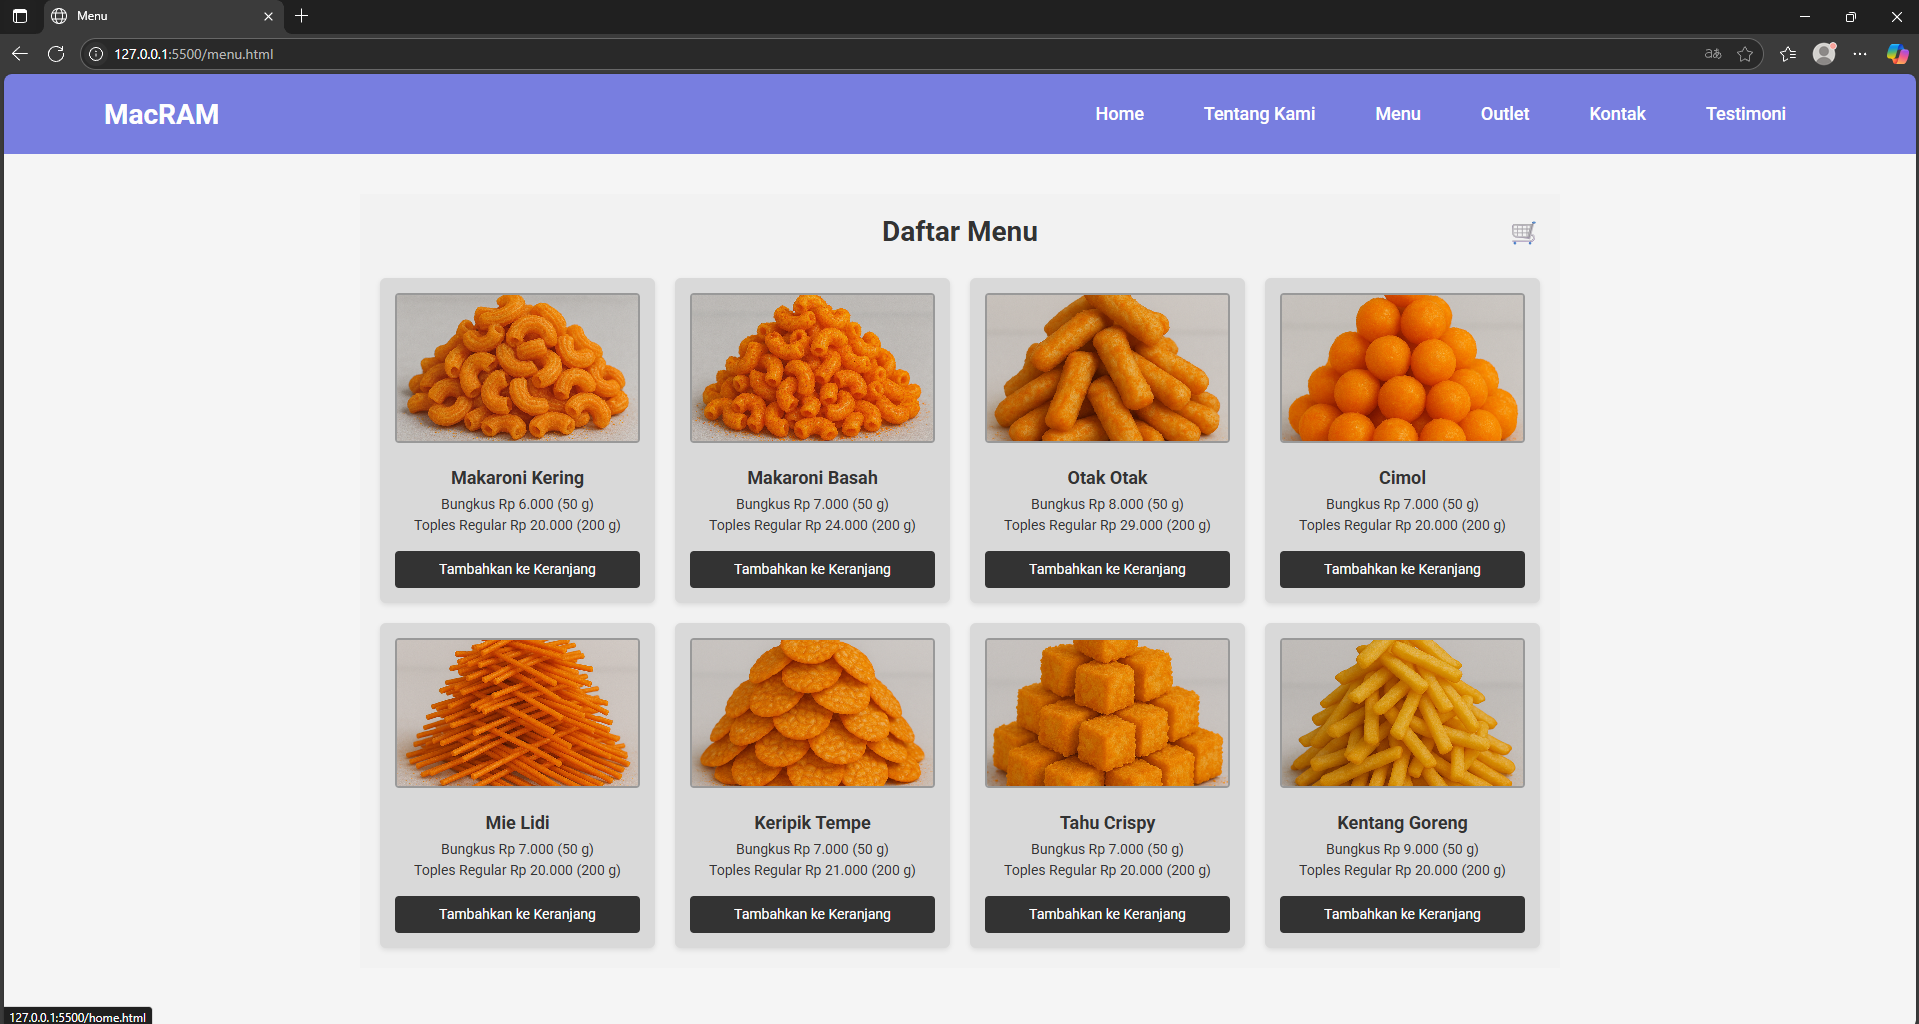 Menu
127.0.0.1:5500/menu.html
MacRAM
Home
Tentang Kami
Menu
Outlet
Kontak
Testimoni
Daftar Menu
Makaroni Kering
Bungkus Rp 6.000 (50 g)
Toples Regular Rp 20.000 (200 g)
Tambahkan ke Keranjang
Makaroni Basah
Bungkus Rp 7.000 (50 g)
Toples Regular Rp 24.000 (200 g)
Tambahkan ke Keranjang
Otak Otak
Bungkus Rp 8.000 (50 g)
Toples Regular Rp 29.000 (200 g)
Tambahkan ke Keranjang
Cimol
Bungkus Rp 7.000 (50 g)
Toples Regular Rp 20.000 (200 g)
Tambahkan ke Keranjang
Mie Lidi
Bungkus Rp 7.000 (50 g)
Toples Regular Rp 20.000 (200 g)
Tambahkan ke Keranjang
Keripik Tempe
Bungkus Rp 7.000 (50 g)
Toples Regular Rp 21.000 (200 g)
Tambahkan ke Keranjang
Tahu Crispy
Bungkus Rp 7.000 (50 g)
Toples Regular Rp 20.000 (200 g)
Tambahkan ke Keranjang
Kentang Goreng
Bungkus Rp 9.000 (50 g)
Toples Regular Rp 20.000 (200 g)
Tambahkan ke Keranjang
127.0.0.1:5500/home.html